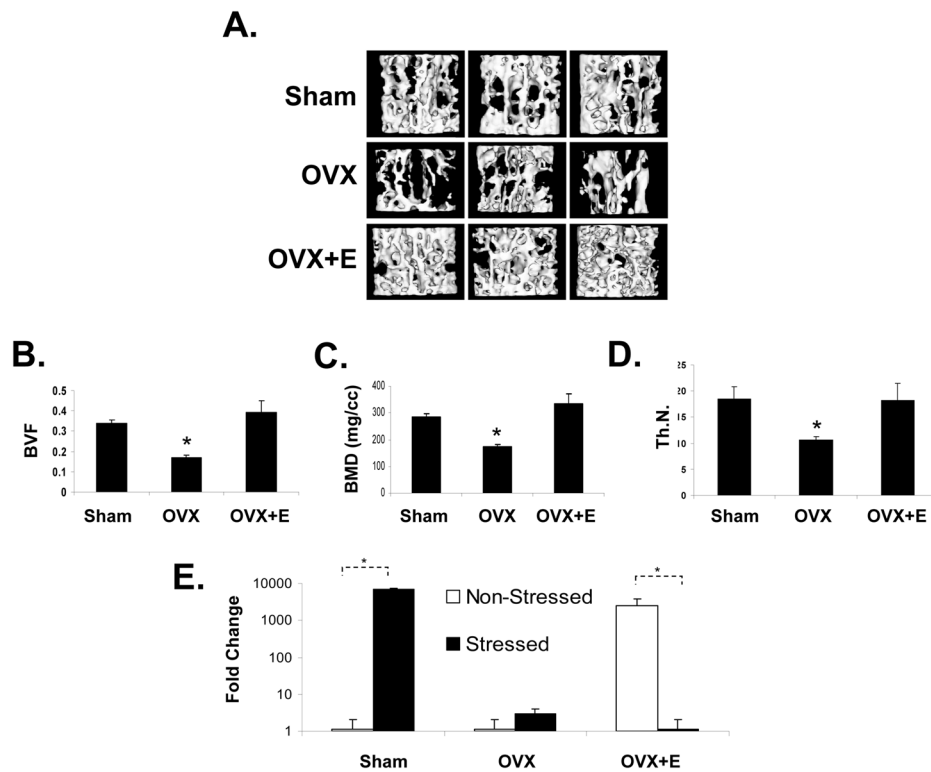 A.
Sham
OVX
OVX+E
B.
BVF
0.5
0.4
0.3
0.2
0.1
0
*
Sham OVX OVX+E
C.
BMD (mg/cc)
400
300
200
100
0
*
Sham OVX OVX+E
D.
Th.N.
25
20
15
10
5
0
*
Sham OVX OVX+E
E.
Fold Change
10000
1000
10
1
* *
Non-Stressed
Stressed
Sham OVX OVX+E